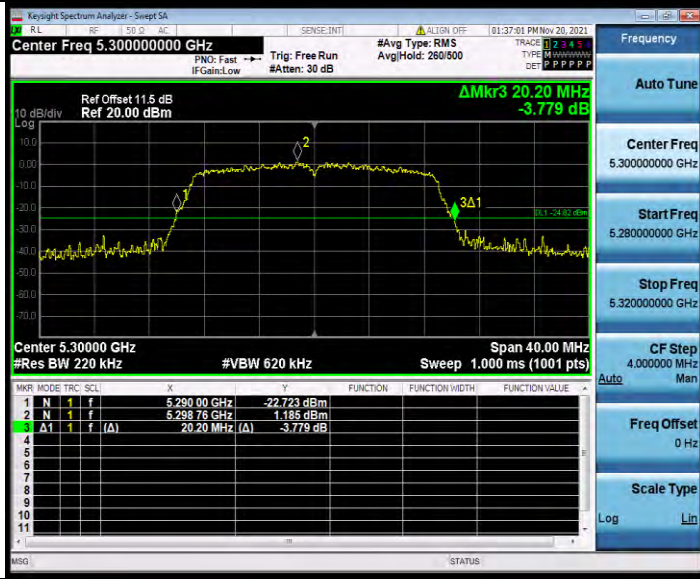 Keysight Spectrum Analyzer - Swept SA
RL RF 50 Ω AC SENSE:INT ALIGN OFF 01:37:01 PM Nov 20, 2021
Center Freq 5.300000000 GHz
PNO: Fast
IFGain:Low
Trig: Free Run
#Atten: 30 dB
#Avg Type: RMS
Avg|Hold: 260/500
TRACE 1 2 3 4 5 6
TYPE M WWWWW
DET P P P P P P
Ref Offset 11.5 dB
10 dB/div Ref 20.00 dBm
Log
ΔMkr3 20.20 MHz
-3.779 dB
10.0
0.00
-10.0
-20.0
-30.0
-40.0
-50.0
-60.0
-70.0
1
2
3Δ1
DL1 -24.82 dBm
Center 5.30000 GHz Span 40.00 MHz
#Res BW 220 kHz #VBW 620 kHz Sweep 1.000 ms (1001 pts)
MKR MODE TRC SCL X Y FUNCTION FUNCTION WIDTH FUNCTION VALUE
1 N 1 f 5.290 00 GHz -22.723 dBm
2 N 1 f 5.298 76 GHz 1.185 dBm
3 Δ1 1 f (Δ) 20.20 MHz (Δ) -3.779 dB
4
5
6
7
8
9
10
11
MSG STATUS
Frequency
Auto Tune
Center Freq
5.300000000 GHz
Start Freq
5.280000000 GHz
Stop Freq
5.320000000 GHz
CF Step
4.000000 MHz
Auto Man
Freq Offset
0 Hz
Scale Type
Log Lin